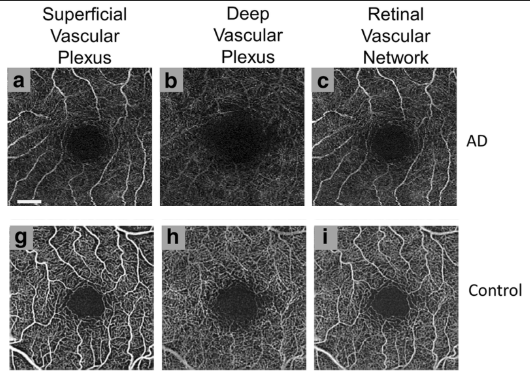 Superficial
Vascular
Plexus
Deep
Vascular
Plexus
Retinal
Vascular
Network
a
b
c
AD
g
h
i
Control